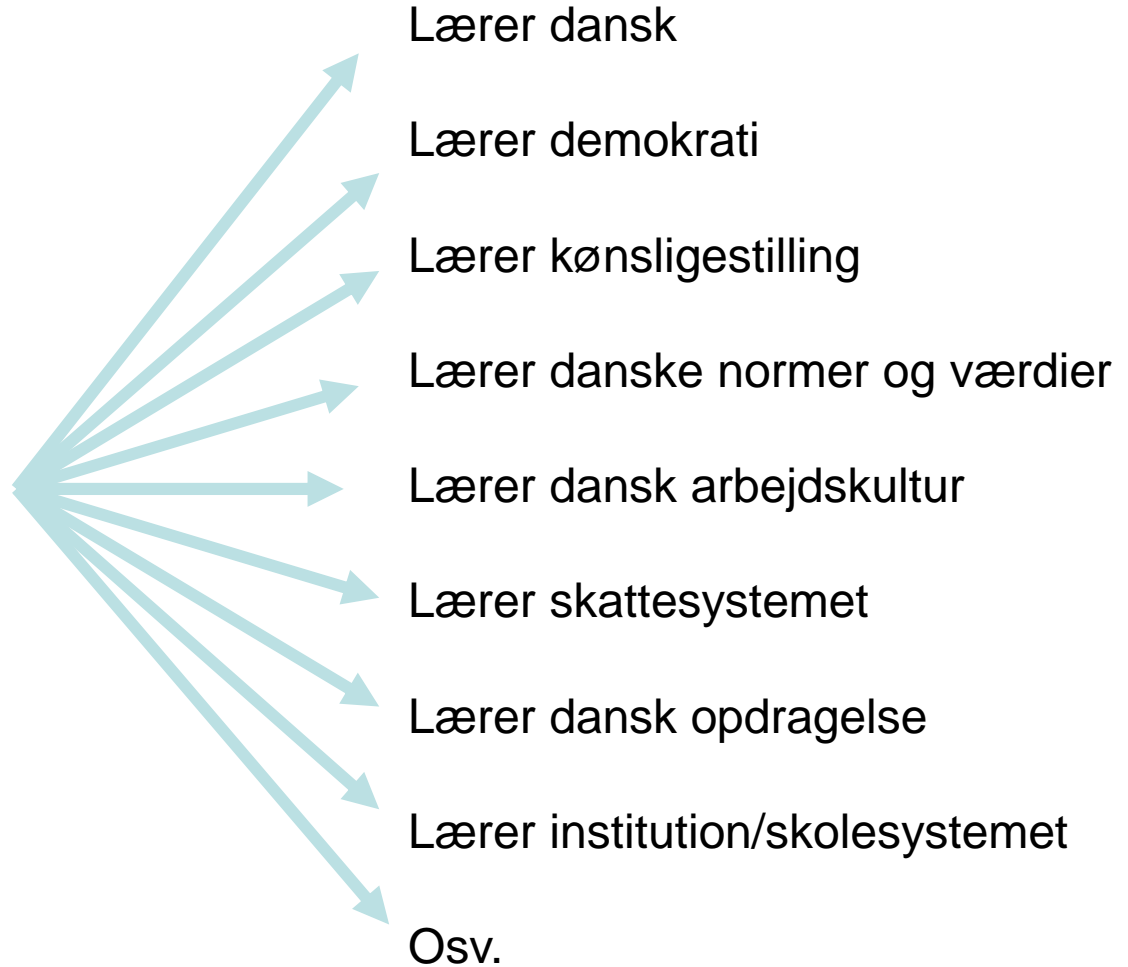 Lærer dansk
Lærer demokrati
Lærer kønsligestilling
Lærer danske normer og værdier
Lærer dansk arbejdskultur
Lærer skattesystemet
Lærer dansk opdragelse
Lærer institution/skolesystemet
Osv.